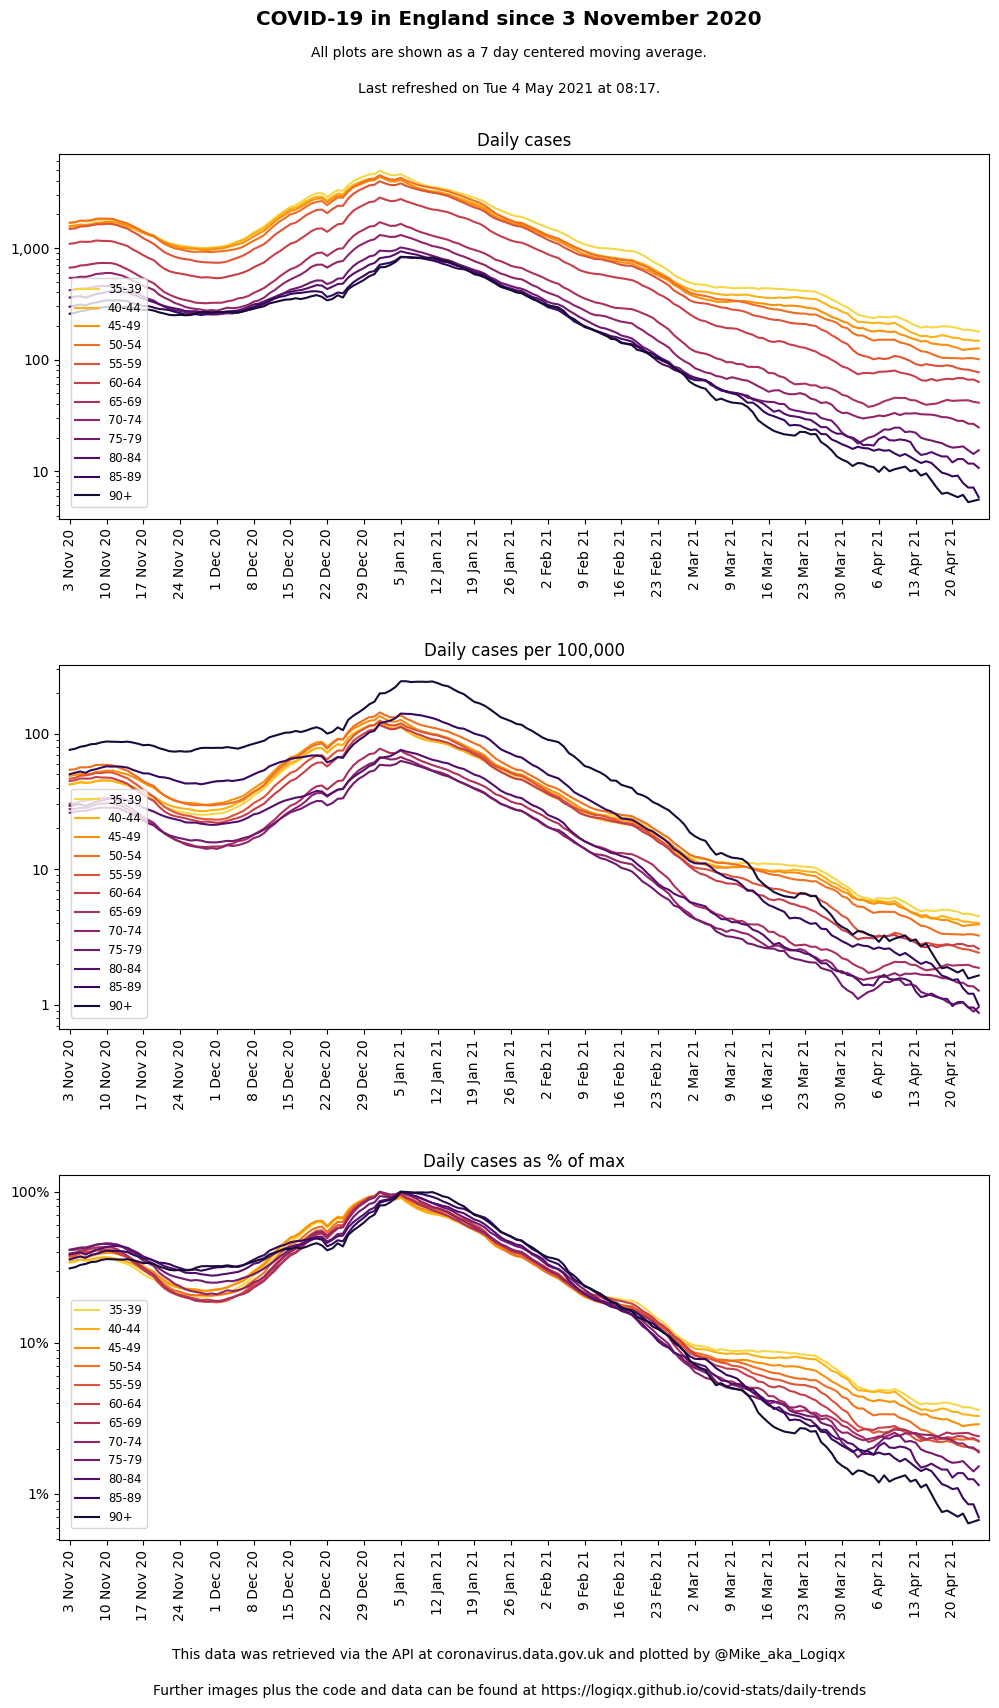 COVID-19 in England since 3 November 2020
All plots are shown as a 7 day centered moving average.
Last refreshed on Tue 4 May 2021 at 08:17.
Daily cases
1,000
100
10
35-39
40-44
45-49
50-54
55-59
60-64
65-69
70-74
75-79
80-84
85-89
90+
3 Nov 20
10 Nov 20
17 Nov 20
24 Nov 20
1 Dec 20
8 Dec 20
15 Dec 20
22 Dec 20
29 Dec 20
5 Jan 21
12 Jan 21
19 Jan 21
26 Jan 21
2 Feb 21
9 Feb 21
16 Feb 21
23 Feb 21
2 Mar 21
9 Mar 21
16 Mar 21
23 Mar 21
30 Mar 21
6 Apr 21
13 Apr 21
20 Apr 21
Daily cases per 100,000
100
10
1
35-39
40-44
45-49
50-54
55-59
60-64
65-69
70-74
75-79
80-84
85-89
90+
3 Nov 20
10 Nov 20
17 Nov 20
24 Nov 20
1 Dec 20
8 Dec 20
15 Dec 20
22 Dec 20
29 Dec 20
5 Jan 21
12 Jan 21
19 Jan 21
26 Jan 21
2 Feb 21
9 Feb 21
16 Feb 21
23 Feb 21
2 Mar 21
9 Mar 21
16 Mar 21
23 Mar 21
30 Mar 21
6 Apr 21
13 Apr 21
20 Apr 21
Daily cases as % of max
100%
10%
1%
35-39
40-44
45-49
50-54
55-59
60-64
65-69
70-74
75-79
80-84
85-89
90+
3 Nov 20
10 Nov 20
17 Nov 20
24 Nov 20
1 Dec 20
8 Dec 20
15 Dec 20
22 Dec 20
29 Dec 20
5 Jan 21
12 Jan 21
19 Jan 21
26 Jan 21
2 Feb 21
9 Feb 21
16 Feb 21
23 Feb 21
2 Mar 21
9 Mar 21
16 Mar 21
23 Mar 21
30 Mar 21
6 Apr 21
13 Apr 21
20 Apr 21
This data was retrieved via the API at coronavirus.data.gov.uk and plotted by @Mike_aka_Logiqx
Further images plus the code and data can be found at https://logiqx.github.io/covid-stats/daily-trends